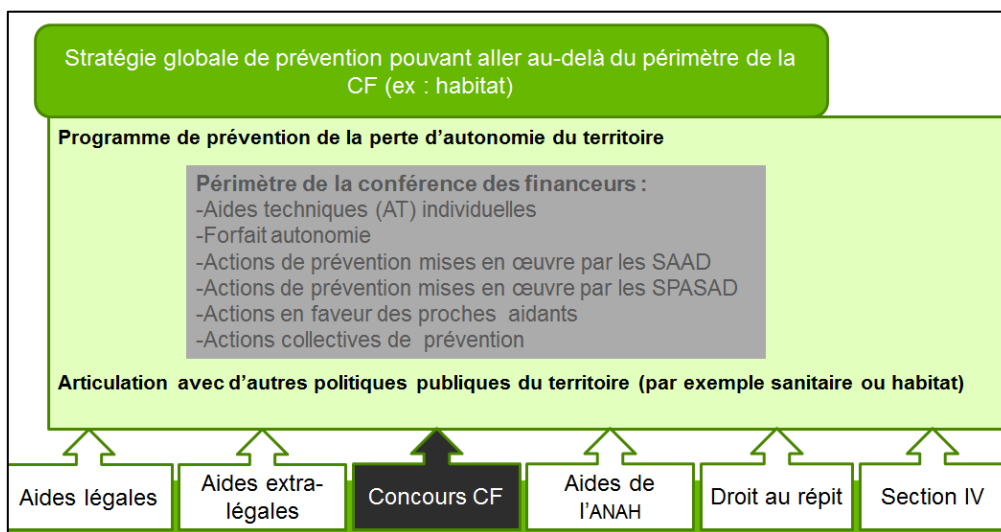 Stratégie globale de prévention pouvant aller au-delà du périmètre de la
CF (ex : habitat)
Programme de prévention de la perte d'autonomie du territoire
Périmètre de la conférence des financeurs :
-Aides techniques (AT) individuelles
-Forfait autonomie
-Actions de prévention mises en œuvre par les SAAD
-Actions de prévention mises en œuvre par les SPASAD
-Actions en faveur des proches aidants
-Actions collectives de prévention
Articulation avec d'autres politiques publiques du territoire (par exemple sanitaire ou habitat)
Aides légales
Aides extra-
légales
Concours CF
Aides de
l'ANAH
Droit au répit
Section IV